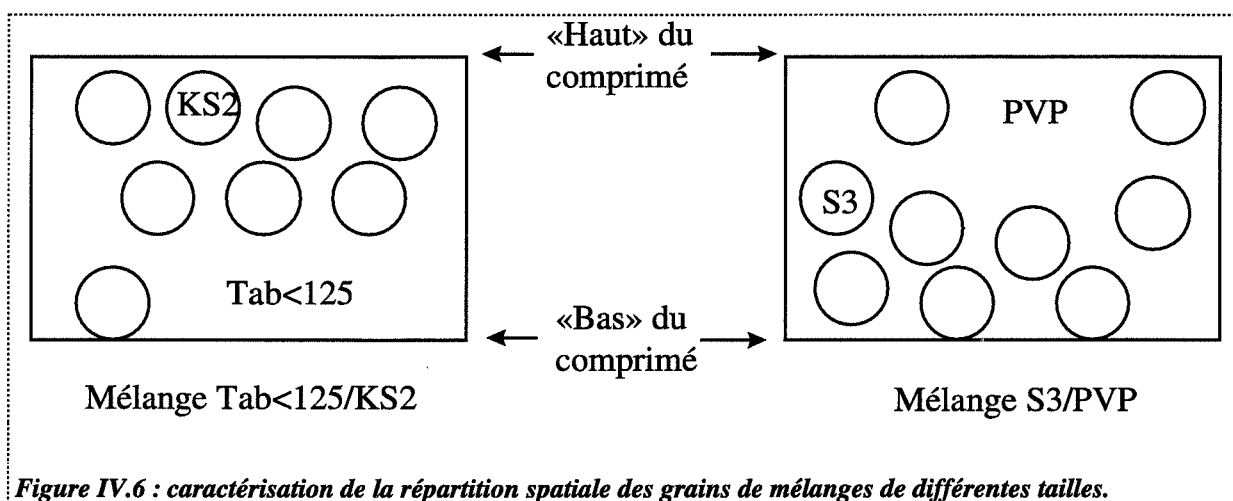 «Haut» du
comprimé
KS2
PVP
S3
Tab<125
«Bas» du
comprimé
Mélange Tab<125/KS2
Mélange S3/PVP
Figure IV.6 : caractérisation de la répartition spatiale des grains de mélanges de différentes tailles.